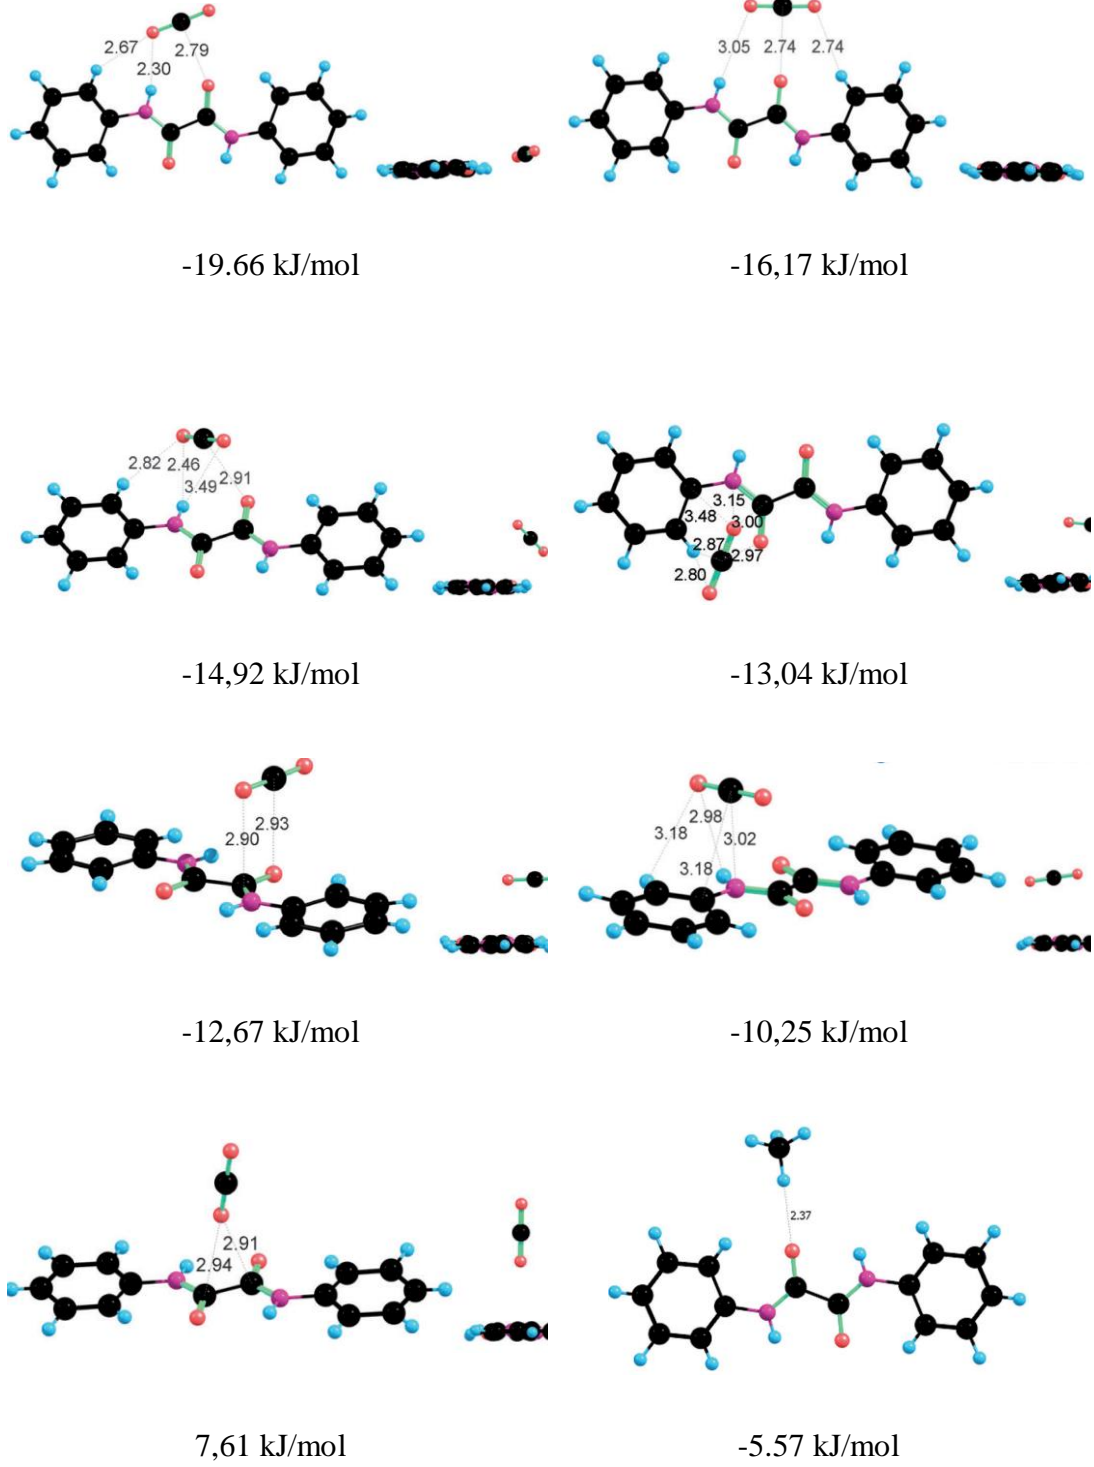 2.67
2.79
2.30
3.05 2.74 2.74
-19.66 kJ/mol
-16,17 kJ/mol
2.82 2.46 2.91
3.49
3.15
3.48 3.00
2.87 2.97
2.80
-14,92 kJ/mol
-13,04 kJ/mol
2.93
2.90
2.98
3.18 3.02
3.18
-12,67 kJ/mol
-10,25 kJ/mol
2.91
2.94
2.37
7,61 kJ/mol
-5.57 kJ/mol